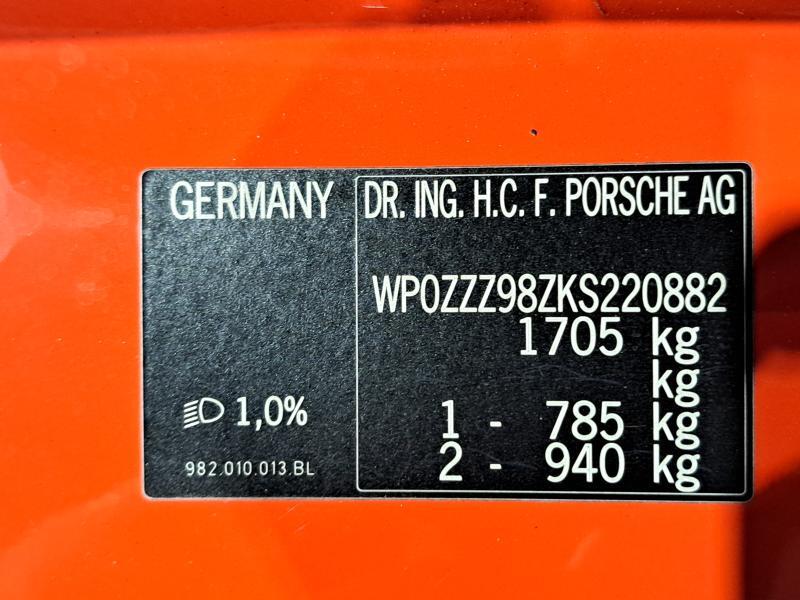 GERMANY
DR. ING. H.C. F. PORSCHE AG
WP0ZZZ98ZKS220882
1705 kg
kg
1 - 785 kg
2 - 940 kg
1,0%
982.010.013.BL